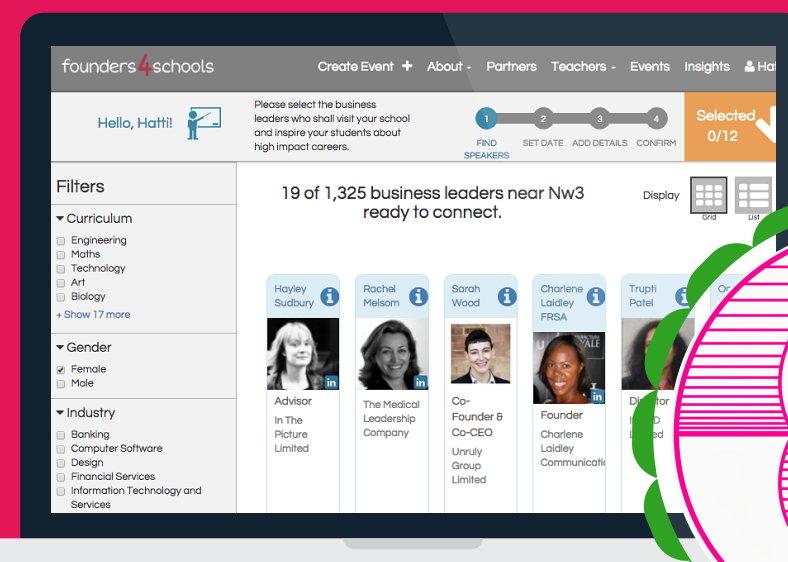 founders4schools
Create Event + About Partners Teachers Events Insights
Hello, Hatti!
Please select the business
leaders who shall visit your school
and inspire your students about
high impact careers.
1 2 3 4
FIND
SPEAKERS
SET DATE
ADD DETAILS
CONFIRM
Selected
0/12
Filters
Curriculum
Engineering
Maths
Technology
Art
Biology
+ Show 17 more
Gender
Female
Male
Industry
Banking
Computer Software
Design
Financial Services
Information Technology and
Services
19 of 1,325 business leaders near Nw3
ready to connect.
Display
Grid
List
Hayley
Sudbury
in
Advisor
In The
Picture
Limited
Rachel
Melsom
in
The Medical
Leadership
Company
Sarah
Wood
Co-
Founder &
Co-CEO
Unruly
Group
Limited
Charlene
Laidley
FRSA
YALE
in
Founder
Charlene
Laidley
Trupti
Patel